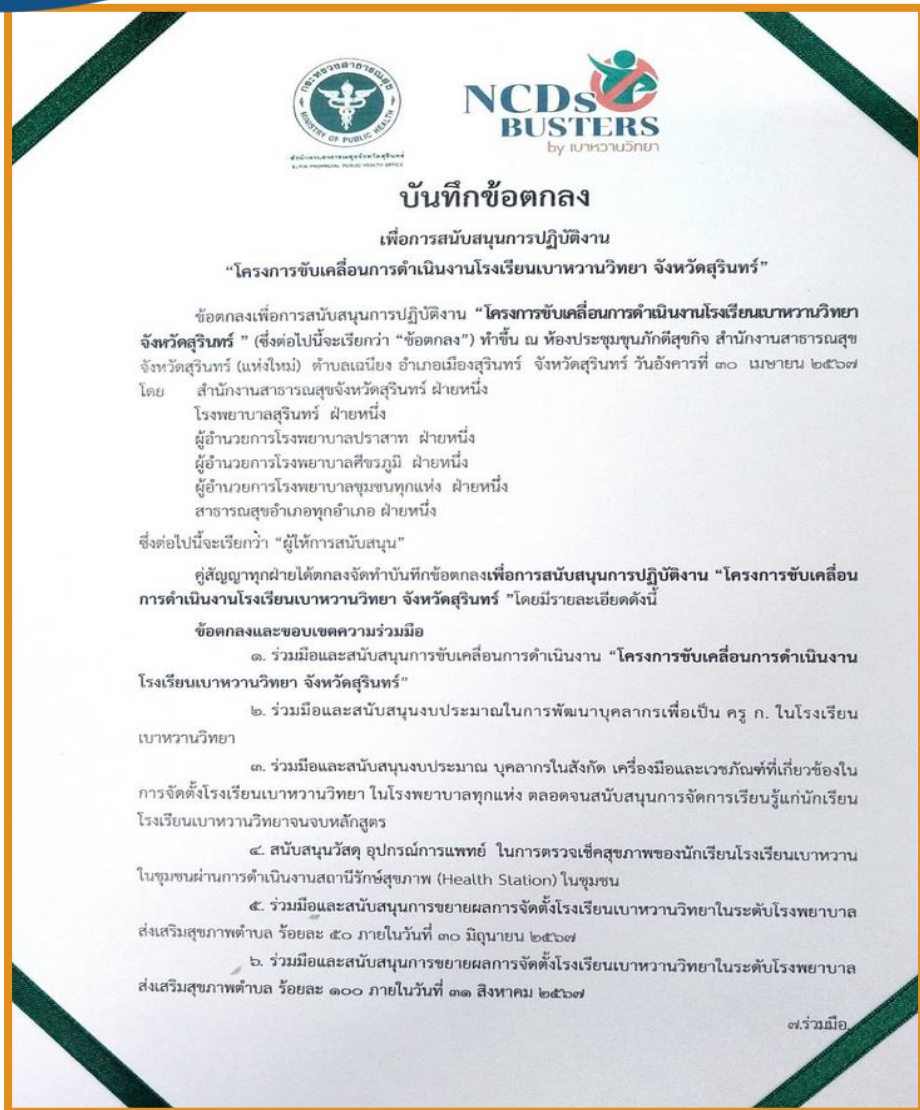 กระทรวงสาธารณสุข
MINISTRY OF PUBLIC HEALTH
สำนักงานสาธารณสุขจังหวัดสุรินทร์
SURIN PROVINCIAL PUBLIC HEALTH OFFICE
NCDs
BUSTERS
by เบาหวานวิทยา
บันทึกข้อตกลง
เพื่อการสนับสนุนการปฏิบัติงาน
“โครงการขับเคลื่อนการดำเนินงานโรงเรียนเบาหวานวิทยา จังหวัดสุรินทร์”
ข้อตกลงเพื่อการสนับสนุนการปฏิบัติงาน “โครงการขับเคลื่อนการดำเนินงานโรงเรียนเบาหวานวิทยา
จังหวัดสุรินทร์ ” (ซึ่งต่อไปนี้จะเรียกว่า “ข้อตกลง”) ทำขึ้น ณ ห้องประชุมขุนภักดีสุขกิจ สำนักงานสาธารณสุข
จังหวัดสุรินทร์ (แห่งใหม่) ตำบลเฉนียง อำเภอเมืองสุรินทร์ จังหวัดสุรินทร์ วันอังคารที่ ๓๐ เมษายน ๒๕๖๗
โดย สำนักงานสาธารณสุขจังหวัดสุรินทร์ ฝ่ายหนึ่ง
โรงพยาบาลสุรินทร์ ฝ่ายหนึ่ง
ผู้อำนวยการโรงพยาบาลปราสาท ฝ่ายหนึ่ง
ผู้อำนวยการโรงพยาบาลศีขรภูมิ ฝ่ายหนึ่ง
ผู้อำนวยการโรงพยาบาลชุมชนทุกแห่ง ฝ่ายหนึ่ง
สาธารณสุขอำเภอทุกอำเภอ ฝ่ายหนึ่ง
ซึ่งต่อไปนี้จะเรียกว่า “ผู้ให้การสนับสนุน”
คู่สัญญาทุกฝ่ายได้ตกลงจัดทำบันทึกข้อตกลงเพื่อการสนับสนุนการปฏิบัติงาน “โครงการขับเคลื่อน
การดำเนินงานโรงเรียนเบาหวานวิทยา จังหวัดสุรินทร์ ”โดยมีรายละเอียดดังนี้
ข้อตกลงและขอบเขตความร่วมมือ
๑. ร่วมมือและสนับสนุนการขับเคลื่อนการดำเนินงาน “โครงการขับเคลื่อนการดำเนินงาน
โรงเรียนเบาหวานวิทยา จังหวัดสุรินทร์”
๒. ร่วมมือและสนับสนุนงบประมาณในการพัฒนาบุคลากรเพื่อเป็น ครู ก. ในโรงเรียน
เบาหวานวิทยา
๓. ร่วมมือและสนับสนุนงบประมาณ บุคลากรในสังกัด เครื่องมือและเวชภัณฑ์ที่เกี่ยวข้องใน
การจัดตั้งโรงเรียนเบาหวานวิทยา ในโรงพยาบาลทุกแห่ง ตลอดจนสนับสนุนการจัดการเรียนรู้แก่นักเรียน
โรงเรียนเบาหวานวิทยาจนจบหลักสูตร
๔. สนับสนุนวัสดุ อุปกรณ์การแพทย์ ในการตรวจเช็คสุขภาพของนักเรียนโรงเรียนเบาหวาน
ในชุมชนผ่านการดำเนินงานสถานีรักษ์สุขภาพ (Health Station) ในชุมชน
๕. ร่วมมือและสนับสนุนการขยายผลการจัดตั้งโรงเรียนเบาหวานวิทยาในระดับโรงพยาบาล
ส่งเสริมสุขภาพตำบล ร้อยละ ๕๐ ภายในวันที่ ๓๐ มิถุนายน ๒๕๖๗
๖. ร่วมมือและสนับสนุนการขยายผลการจัดตั้งโรงเรียนเบาหวานวิทยาในระดับโรงพยาบาล
ส่งเสริมสุขภาพตำบล ร้อยละ ๑๐๐ ภายในวันที่ ๓๑ สิงหาคม ๒๕๖๗
๗.ร่วมมือ